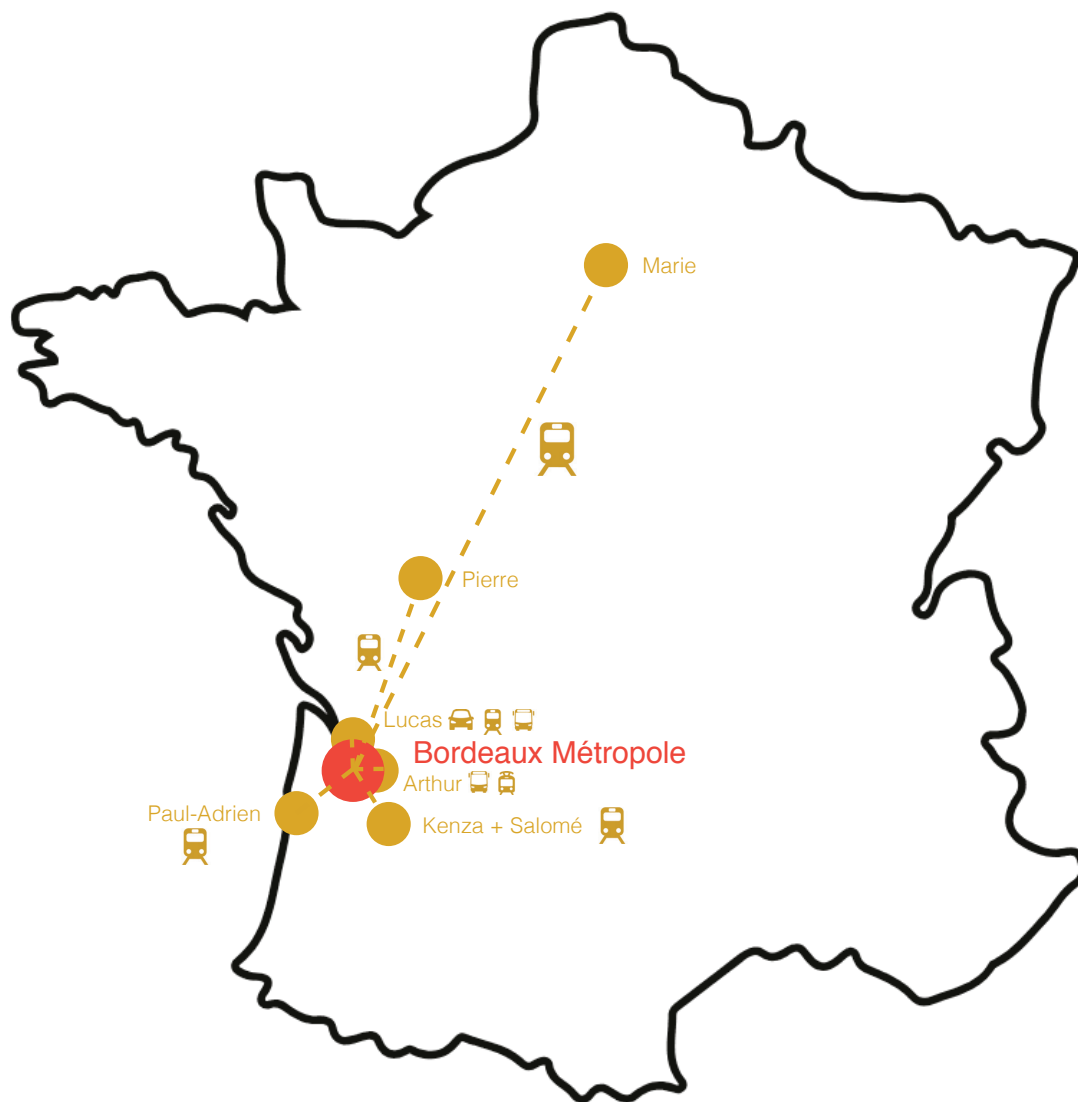 Marie
Pierre
Lucas
Bordeaux Métropole
Arthur
Paul-Adrien
Kenza + Salomé